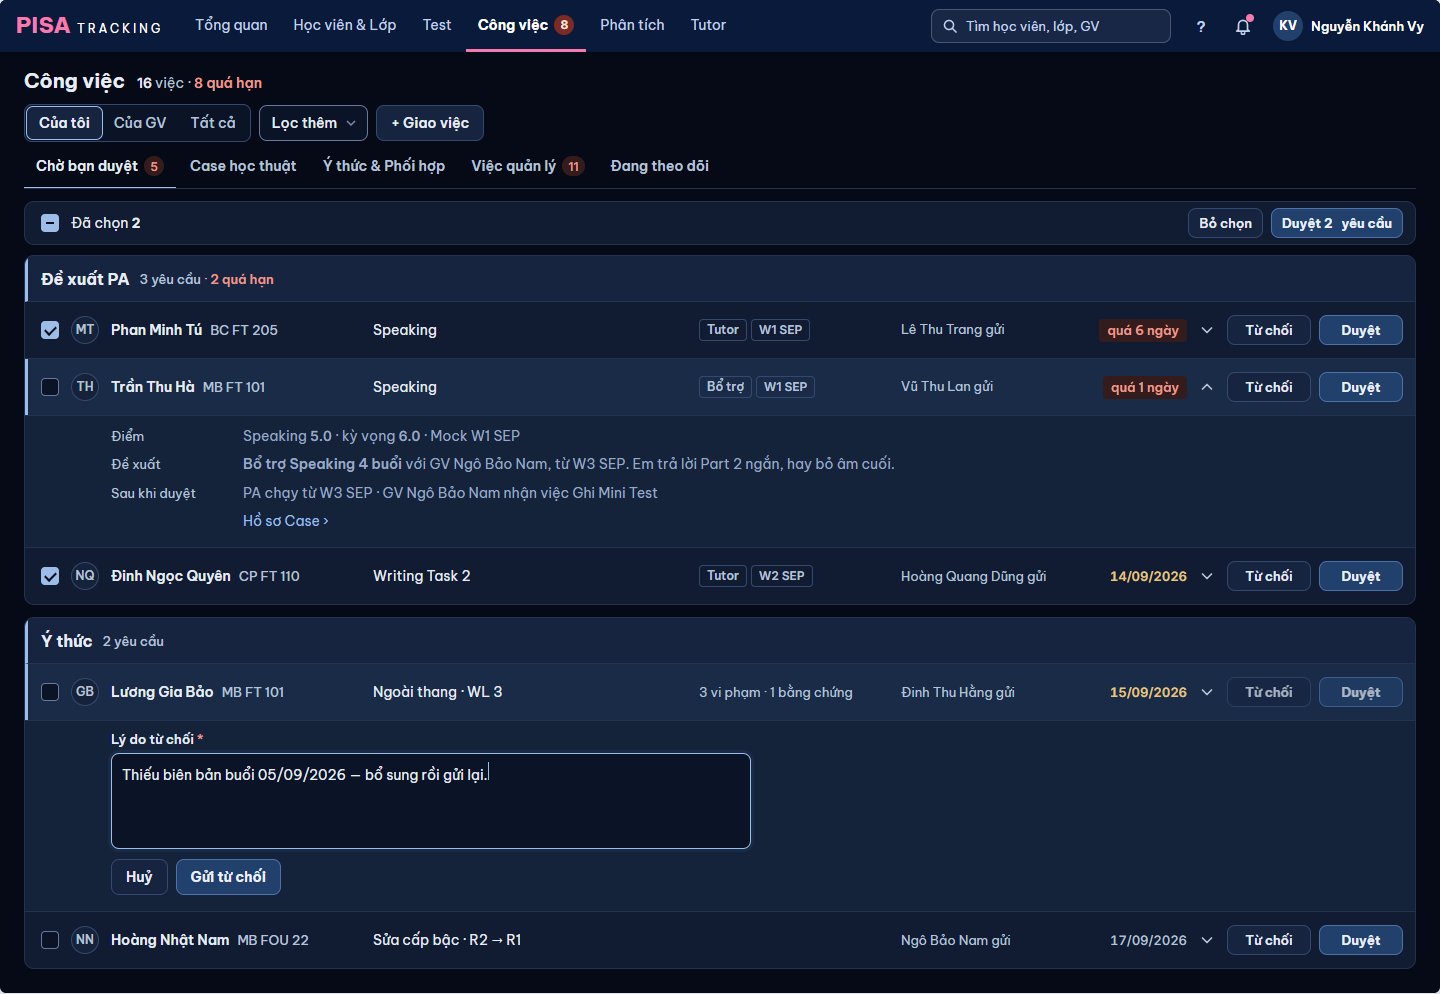 PISA TRACKING Tổng quan Học viên & Lớp Test Công việc 8 Phân tích Tutor Tìm học viên, lớp, GV ? KV Nguyễn Khánh Vy
Công việc 16 việc · 8 quá hạn
Của tôi Của GV Tất cả Lọc thêm + Giao việc
Chờ bạn duyệt 5 Case học thuật Ý thức & Phối hợp Việc quản lý 11 Đang theo dõi
Đã chọn 2 Bỏ chọn Duyệt 2 yêu cầu
Đề xuất PA 3 yêu cầu · 2 quá hạn
MT Phan Minh Tú BC FT 205 Speaking Tutor W1 SEP Lê Thu Trang gửi quá 6 ngày Từ chối Duyệt
TH Trần Thu Hà MB FT 101 Speaking Bổ trợ W1 SEP Vũ Thu Lan gửi quá 1 ngày Từ chối Duyệt
Điểm Speaking 5.0 · kỳ vọng 6.0 · Mock W1 SEP
Đề xuất Bổ trợ Speaking 4 buổi với GV Ngô Bảo Nam, từ W3 SEP. Em trả lời Part 2 ngắn, hay bỏ âm cuối.
Sau khi duyệt PA chạy từ W3 SEP · GV Ngô Bảo Nam nhận việc Ghi Mini Test
Hồ sơ Case ›
NQ Đinh Ngọc Quyên CP FT 110 Writing Task 2 Tutor W2 SEP Hoàng Quang Dũng gửi 14/09/2026 Từ chối Duyệt
Ý thức 2 yêu cầu
GB Lương Gia Bảo MB FT 101 Ngoài thang · WL 3 3 vi phạm · 1 bằng chứng Đinh Thu Hằng gửi 15/09/2026 Từ chối Duyệt
Lý do từ chối *
Thiếu biên bản buổi 05/09/2026 — bổ sung rồi gửi lại.
Huỷ Gửi từ chối
NN Hoàng Nhật Nam MB FOU 22 Sửa cấp bậc · R2 → R1 Ngô Bảo Nam gửi 17/09/2026 Từ chối Duyệt